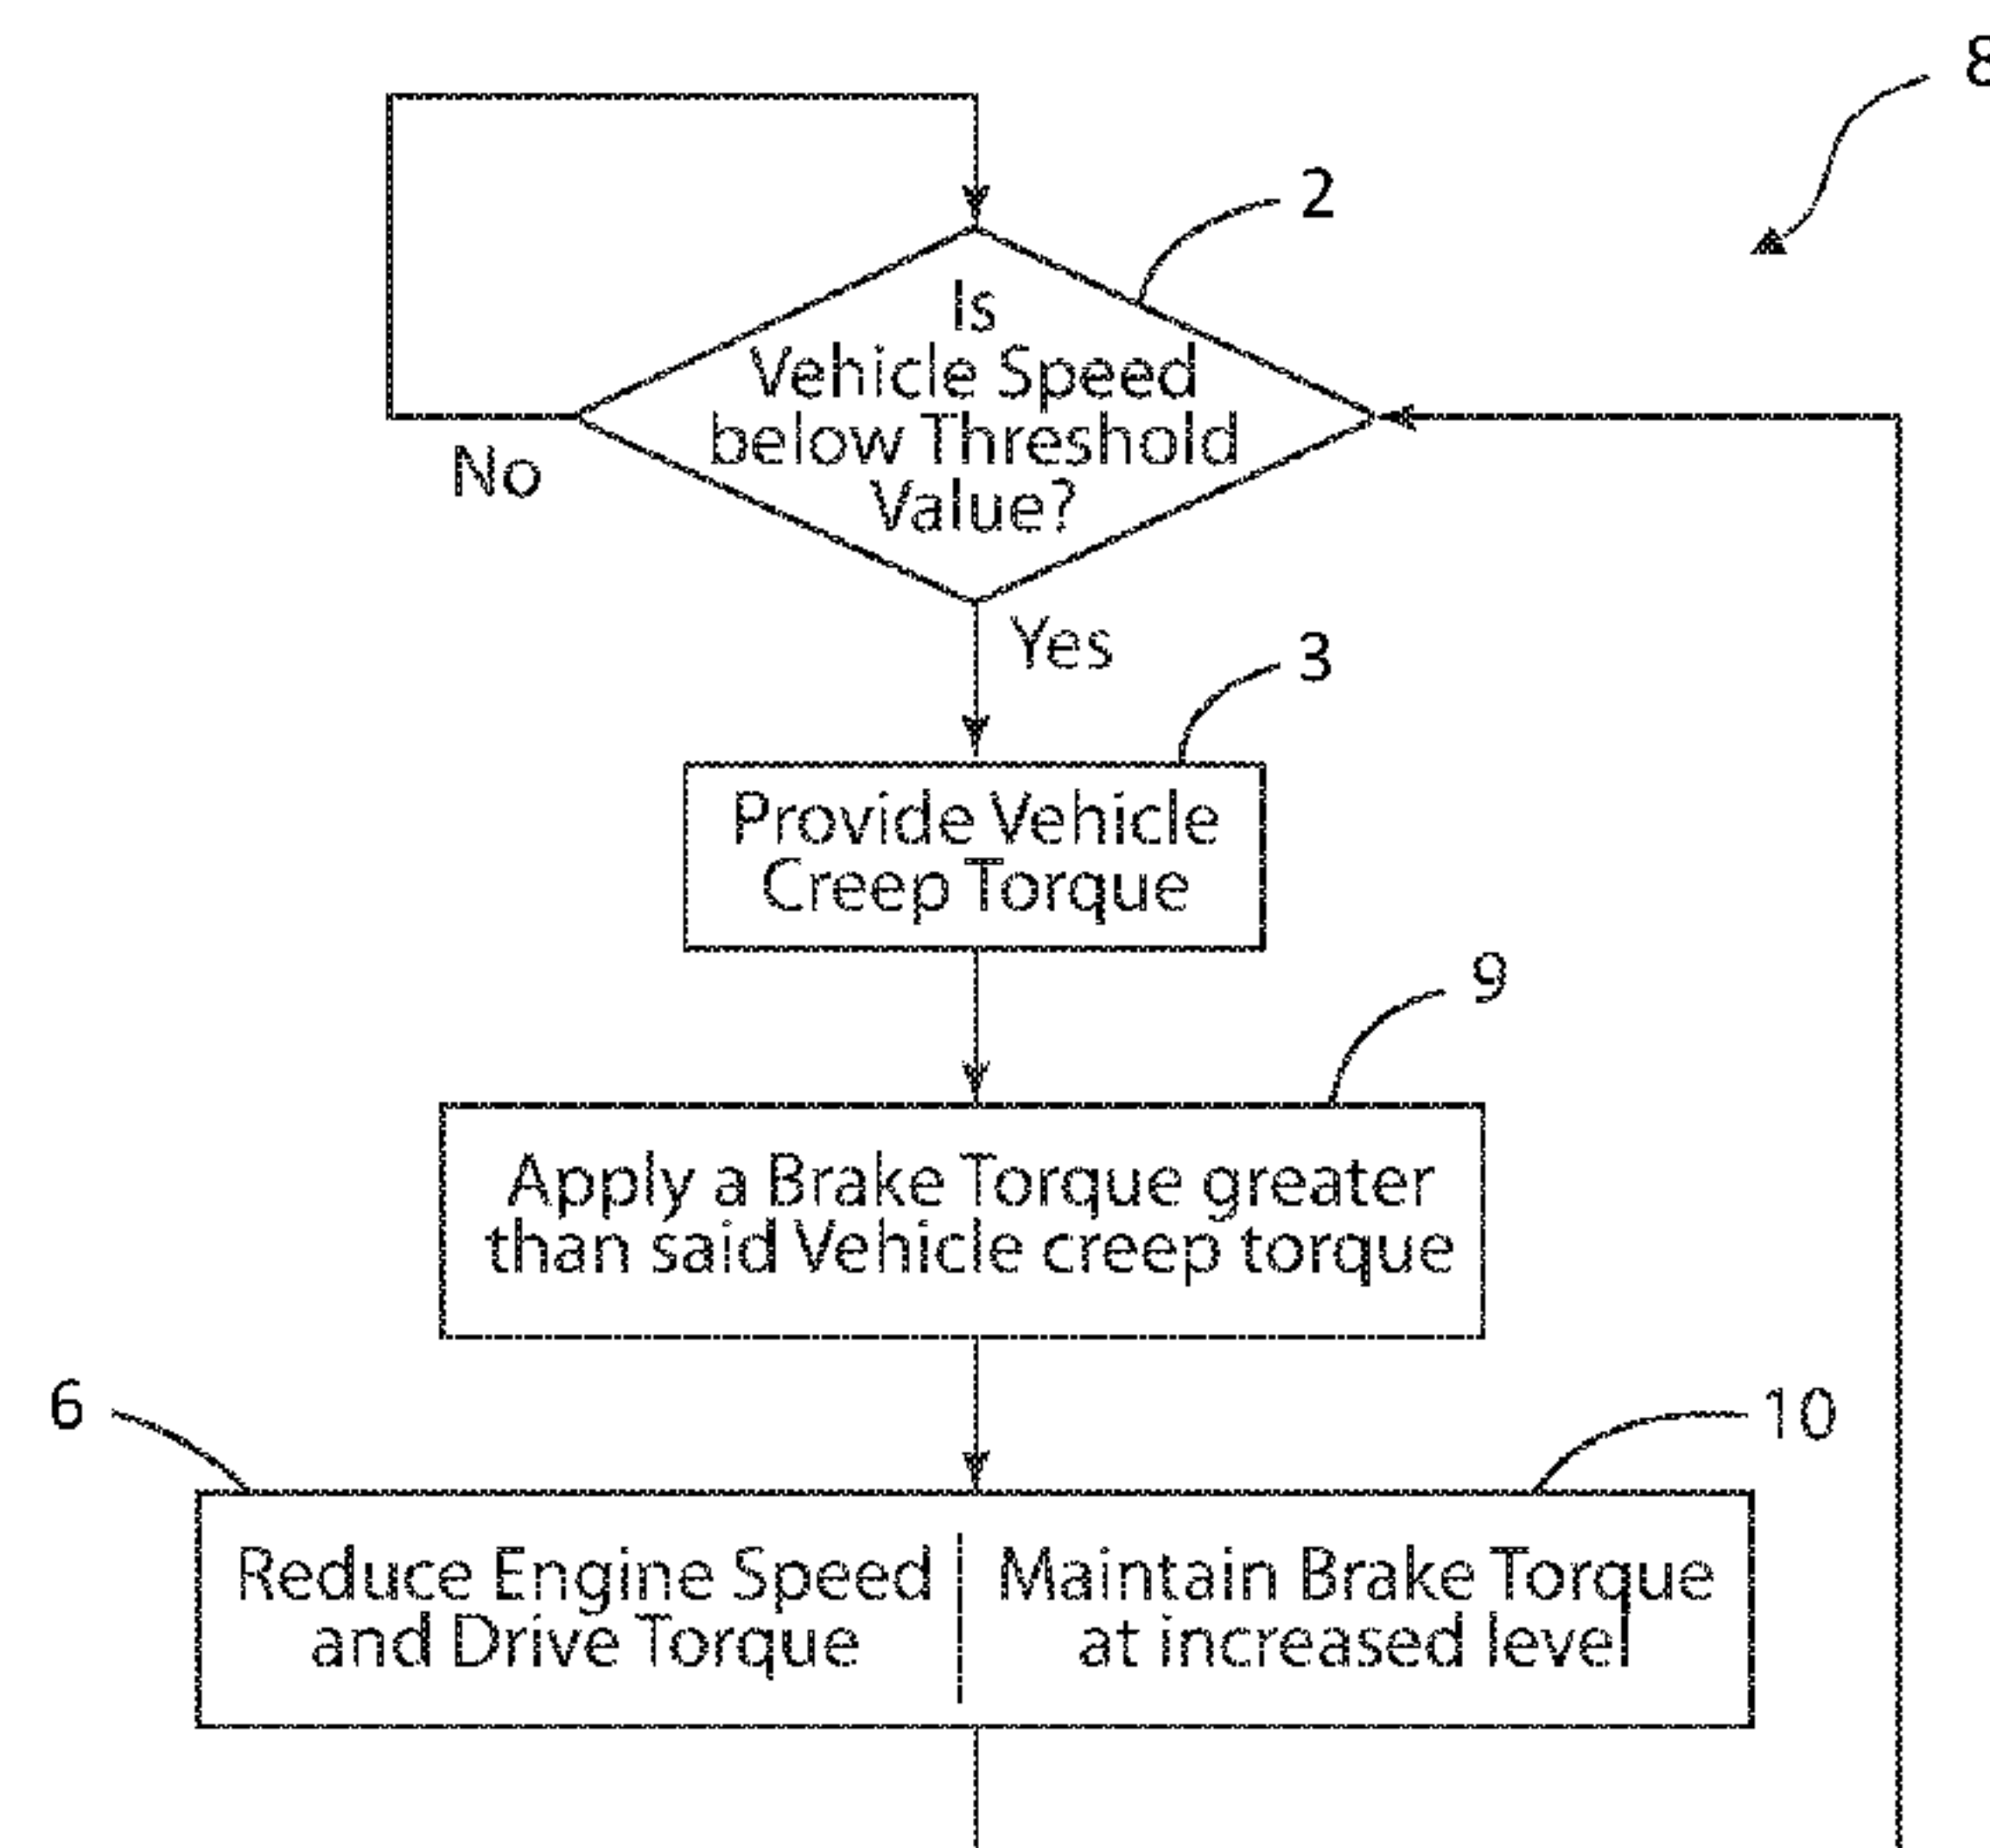 8
2
Is
Vehicle Speed
below Threshold
Value?
No
Yes
3
Provide Vehicle
Creep Torque
9
Apply a Brake Torque greater
than said Vehicle creep torque
6
10
Reduce Engine Speed
and Drive Torque
Maintain Brake Torque
at increased level